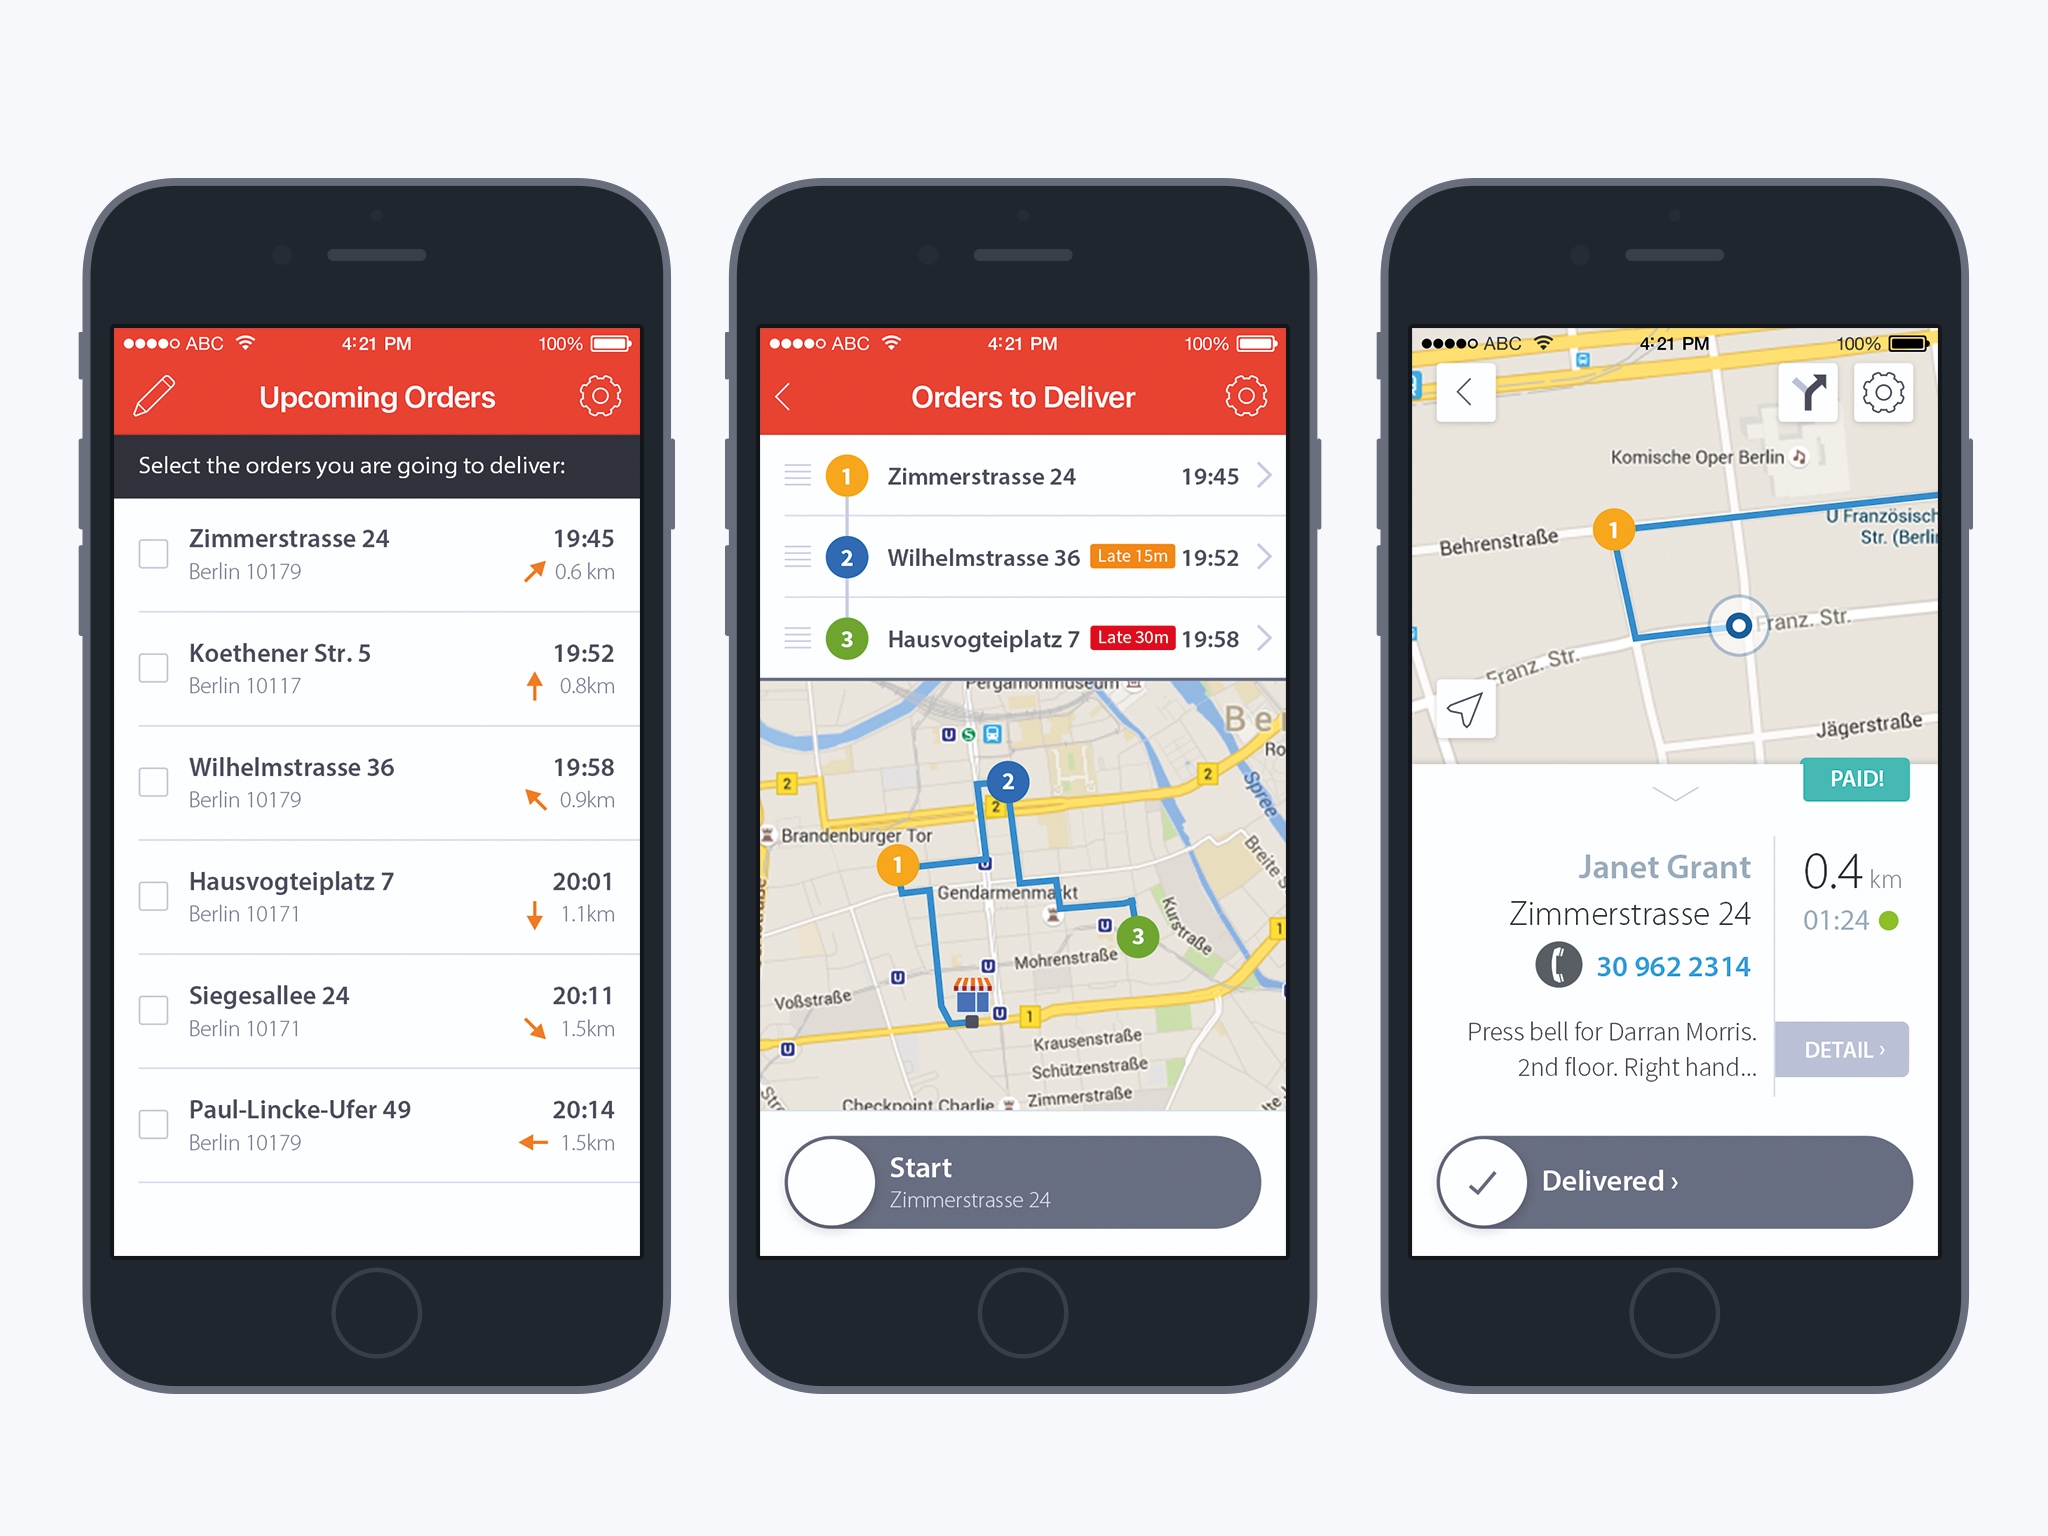 ABC 4:21 PM 100%
Upcoming Orders
Select the orders you are going to deliver:
Zimmerstrasse 24 19:45
Berlin 10179 0.6 km
Koethener Str. 5 19:52
Berlin 10117 0.8km
Wilhelmstrasse 36 19:58
Berlin 10179 0.9km
Hausvogteiplatz 7 20:01
Berlin 10171 1.1km
Siegesallee 24 20:11
Berlin 10171 1.5km
Paul-Lincke-Ufer 49 20:14
Berlin 10179 1.5km
ABC 4:21 PM 100%
Orders to Deliver
1 Zimmerstrasse 24 19:45
2 Wilhelmstrasse 36 Late 15m 19:52
3 Hausvogteiplatz 7 Late 30m 19:58
Pergamonmuseum
Be
U S
Ro
2
2
2
2
Spree
Brandenburger Tor
1
U
Breite S
Gendarmenmarkt
Kurstraße
U
3
1
Mohrenstraße
U
U
Voßstraße
U
1
Krausenstraße
U
Schützenstraße
Zimmerstraße
Checkpoint Charlie
Start
Zimmerstrasse 24
ABC 4:21 PM 100%
Komische Oper Berlin
1
U Französisch
Str. (Berlin
Behrenstraße
Franz. Str.
Franz. Str.
Jägerstraße
PAID!
Janet Grant
0.4 km
Zimmerstrasse 24
01:24
30 962 2314
Press bell for Darran Morris.
2nd floor. Right hand...
DETAIL ›
Delivered ›